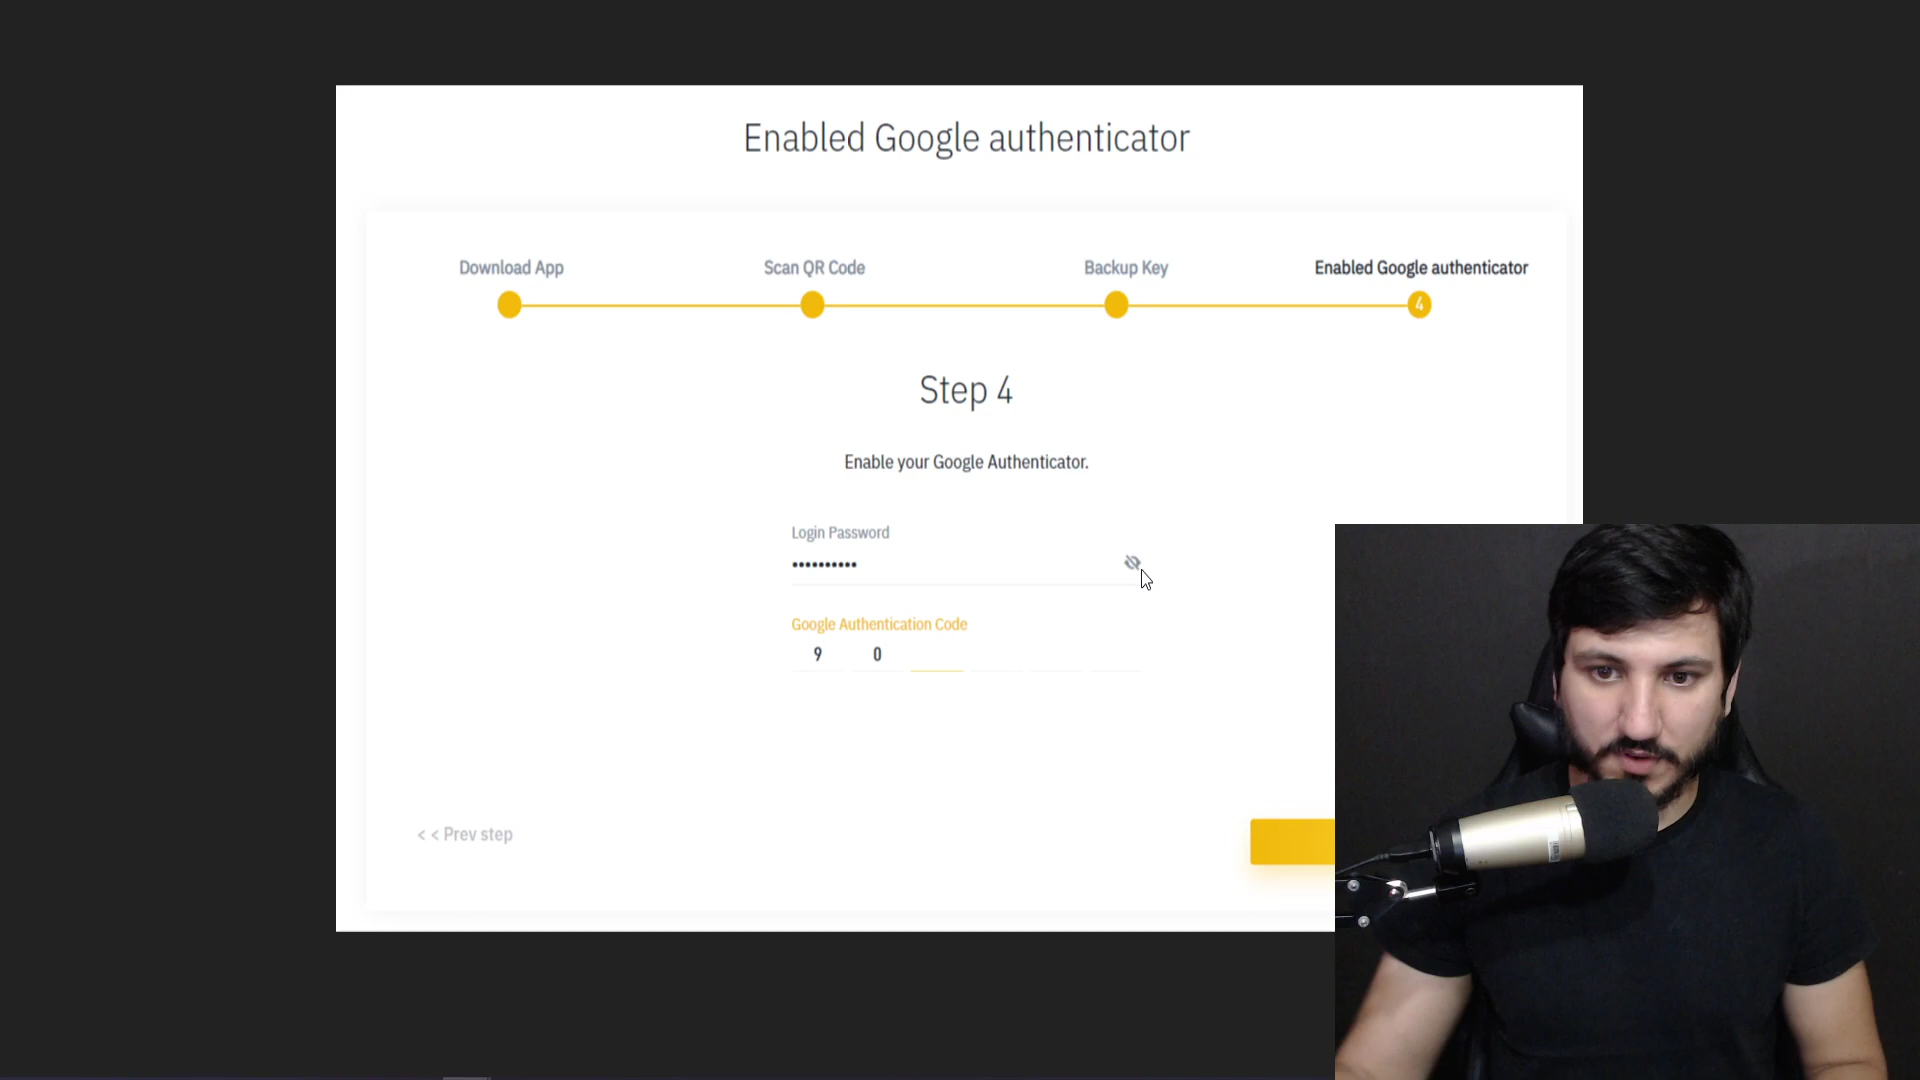 Enabled Google authenticator
Download App
Scan QR Code
Backup Key
Enabled Google authenticator
4
Step 4
Enable your Google Authenticator.
Login Password
••••••••••
Google Authentication Code
9 0
< < Prev step